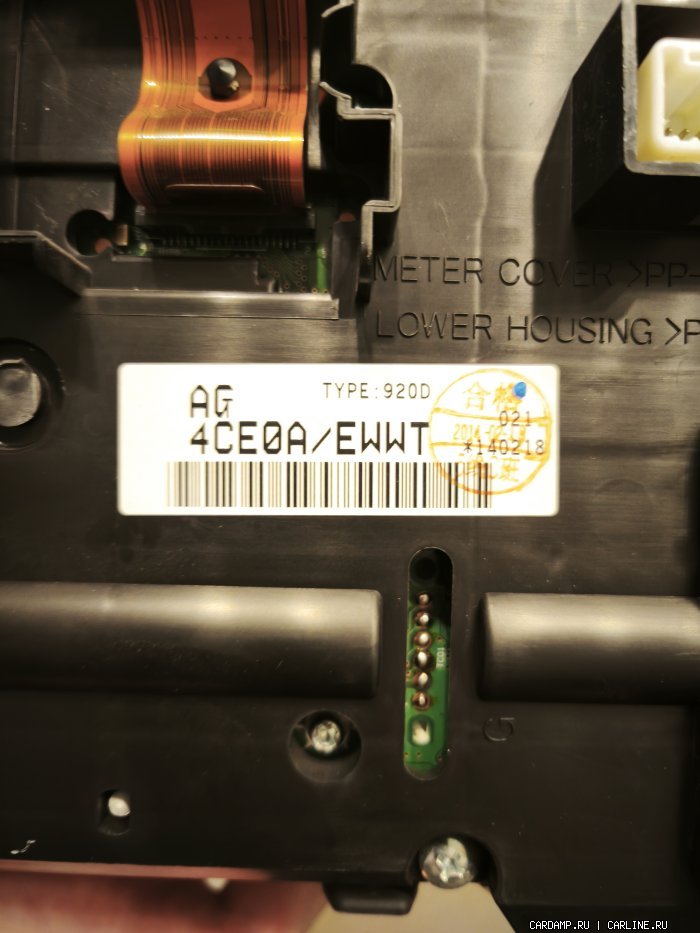 METER COVER >PP-
LOWER HOUSING >P
AG
TYPE:920D
4CE0A/EWWT
合格
021
*140218
G
CARDAMP.RU | CARLINE.RU